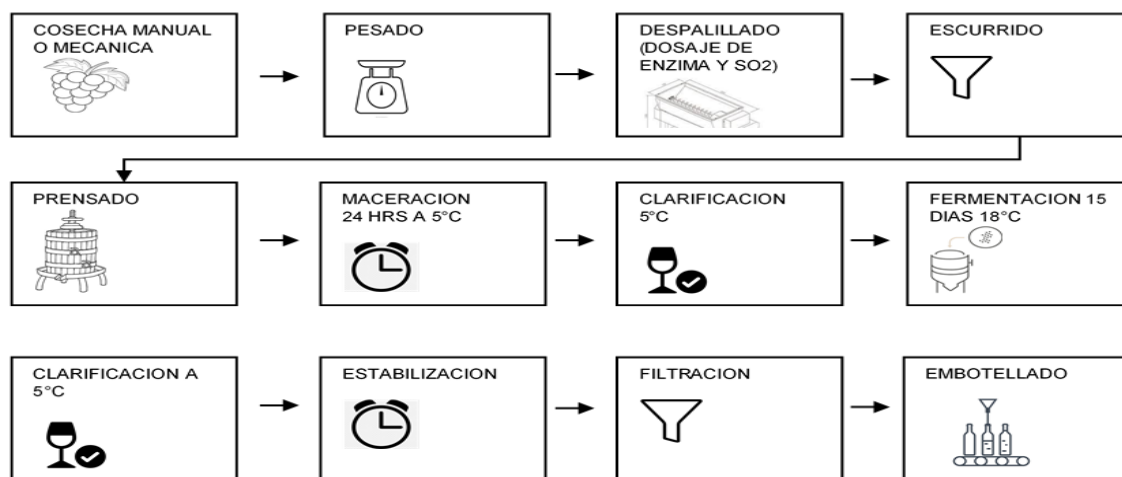 COSECHA MANUAL
O MECANICA
PESADO
DESPALILLADO
(DOSAJE DE
ENZIMA Y SO2)
ESCURRIDO
PRENSADO
MACERACION
24 HRS A 5°C
CLARIFICACION
5°C
FERMENTACION 15
DIAS 18°C
CLARIFICACION A
5°C
ESTABILIZACION
FILTRACION
EMBOTELLADO